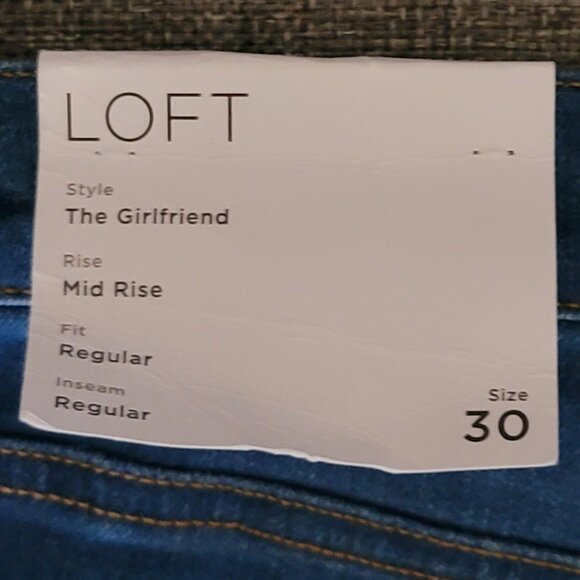 LOFT
Style
The Girlfriend
Rise
Mid Rise
Fit
Regular
Inseam
Regular
Size
30